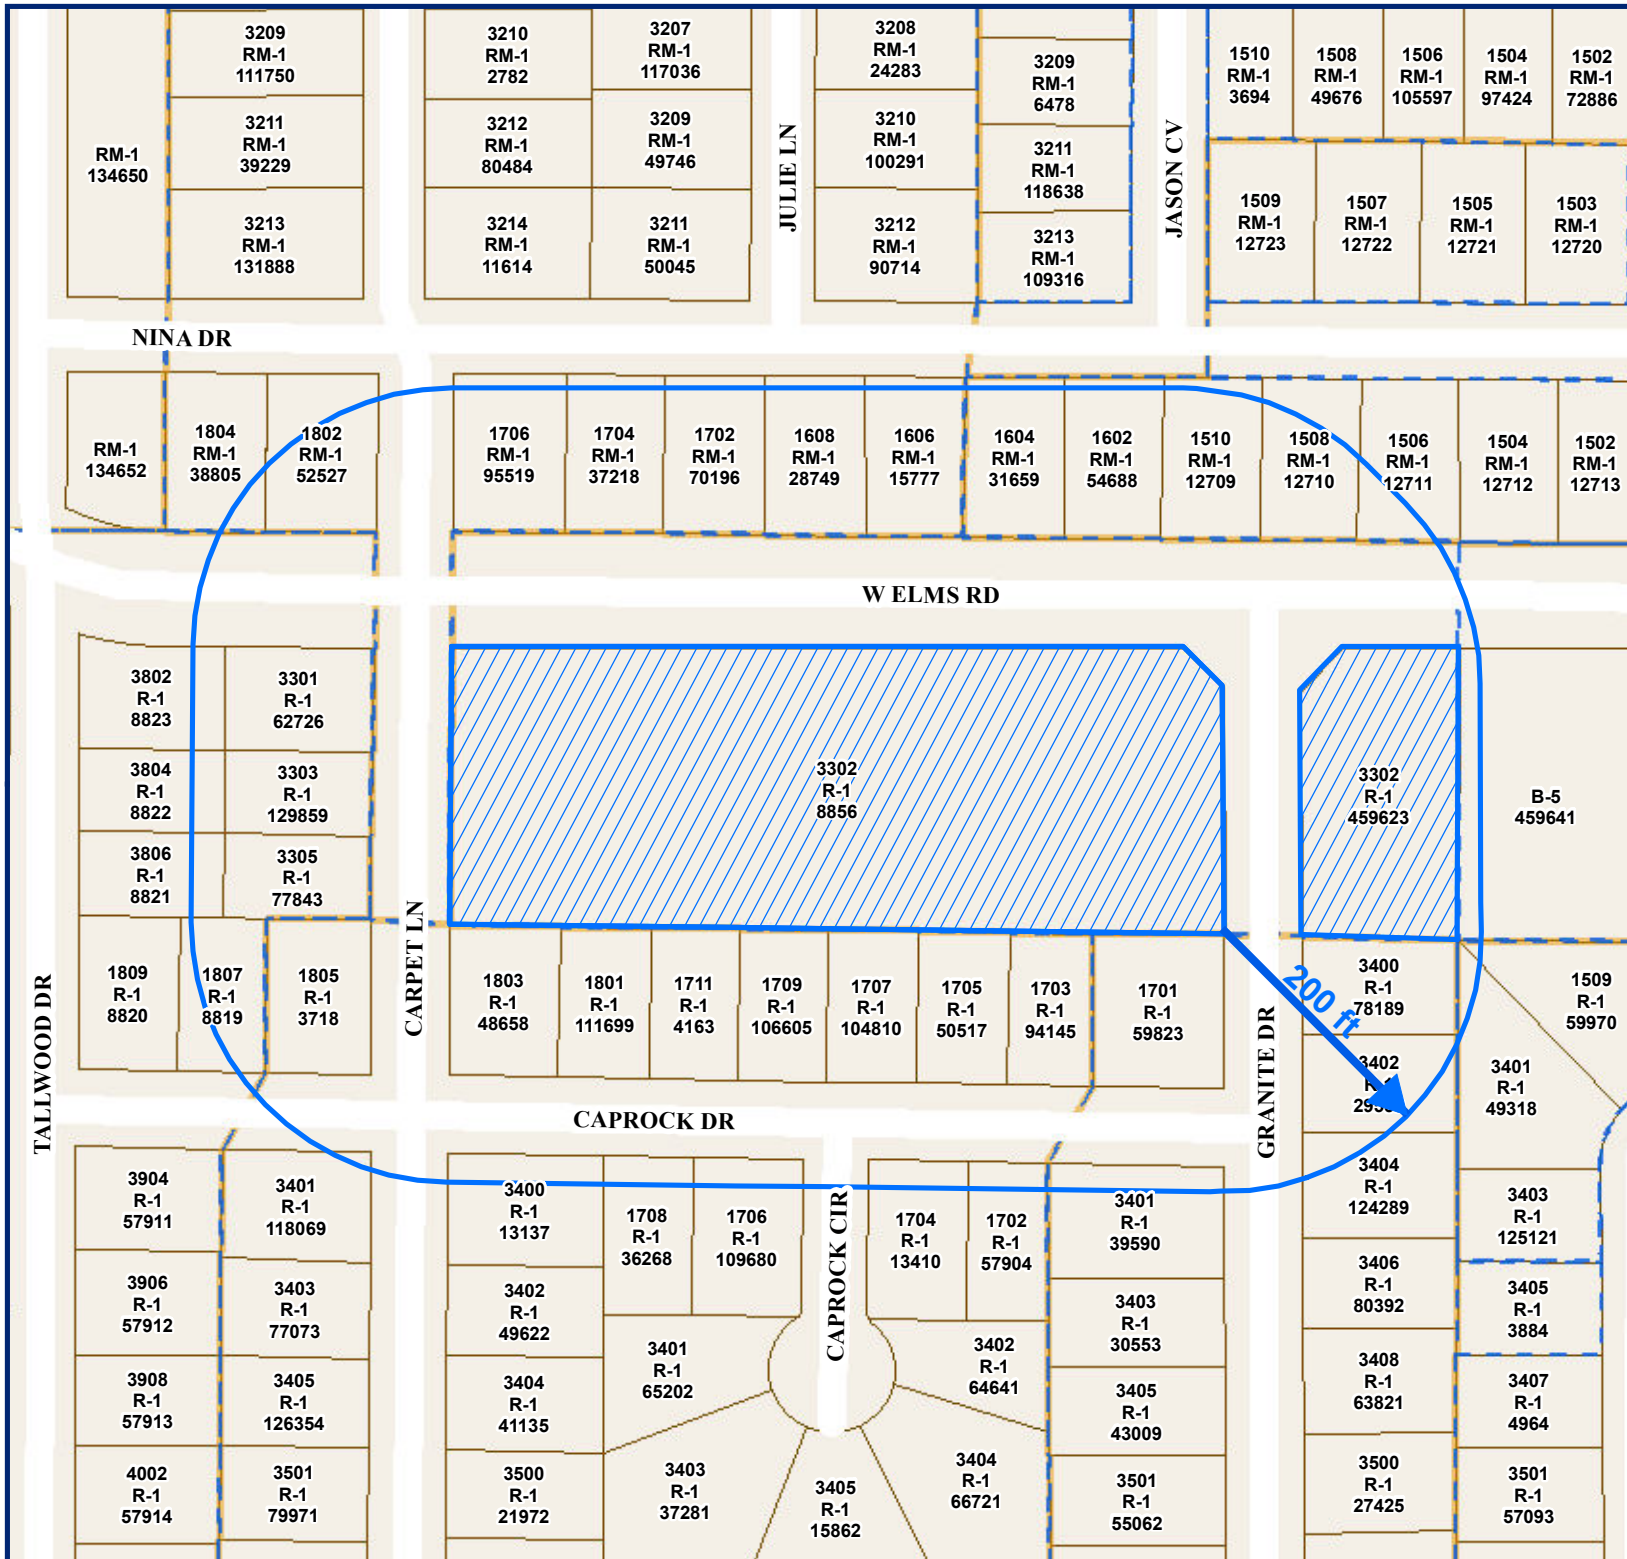 3209
RM-1
111750
3210
RM-1
2782
3207
RM-1
117036
3208
RM-1
24283
3209
RM-1
6478
1510
RM-1
3694
1508
RM-1
49676
1506
RM-1
105597
1504
RM-1
97424
1502
RM-1
72886
RM-1
134650
3211
RM-1
39229
3212
RM-1
80484
3209
RM-1
49746
JULIE LN
3210
RM-1
100291
3211
RM-1
118638
JASON CV
3213
RM-1
131888
3214
RM-1
11614
3211
RM-1
50045
3212
RM-1
90714
3213
RM-1
109316
1509
RM-1
12723
1507
RM-1
12722
1505
RM-1
12721
1503
RM-1
12720
NINA DR
RM-1
134652
1804
RM-1
38805
1802
RM-1
52527
1706
RM-1
95519
1704
RM-1
37218
1702
RM-1
70196
1608
RM-1
28749
1606
RM-1
15777
1604
RM-1
31659
1602
RM-1
54688
1510
RM-1
12709
1508
RM-1
12710
1506
RM-1
12711
1504
RM-1
12712
1502
RM-1
12713
W ELMS RD
3802
R-1
8823
3301
R-1
62726
3804
R-1
8822
3303
R-1
129859
3806
R-1
8821
3305
R-1
77843
3302
R-1
8856
3302
R-1
459623
B-5
459641
1809
R-1
8820
1807
R-1
8819
1805
R-1
3718
CARPET LN
1803
R-1
48658
1801
R-1
111699
1711
R-1
4163
1709
R-1
106605
1707
R-1
104810
1705
R-1
50517
1703
R-1
94145
1701
R-1
59823
200 ft
3400
R-1
78189
1509
R-1
59970
3402
3401
R-1
49318
TALLWOOD DR
CAPROCK DR
GRANITE DR
3904
R-1
57911
3401
R-1
118069
3400
R-1
13137
1708
R-1
36268
1706
R-1
109680
CAPROCK CIR
1704
R-1
13410
1702
R-1
57904
3401
R-1
39590
3404
R-1
124289
3403
R-1
125121
3906
R-1
57912
3403
R-1
77073
3402
R-1
49622
3401
R-1
65202
3402
R-1
64641
3403
R-1
30553
3406
R-1
80392
3405
R-1
3884
3908
R-1
57913
3405
R-1
126354
3404
R-1
41135
3405
R-1
43009
3408
R-1
63821
3407
R-1
4964
4002
R-1
57914
3501
R-1
79971
3500
R-1
21972
3403
R-1
37281
3405
R-1
15862
3404
R-1
66721
3501
R-1
55062
3500
R-1
27425
3501
R-1
57093